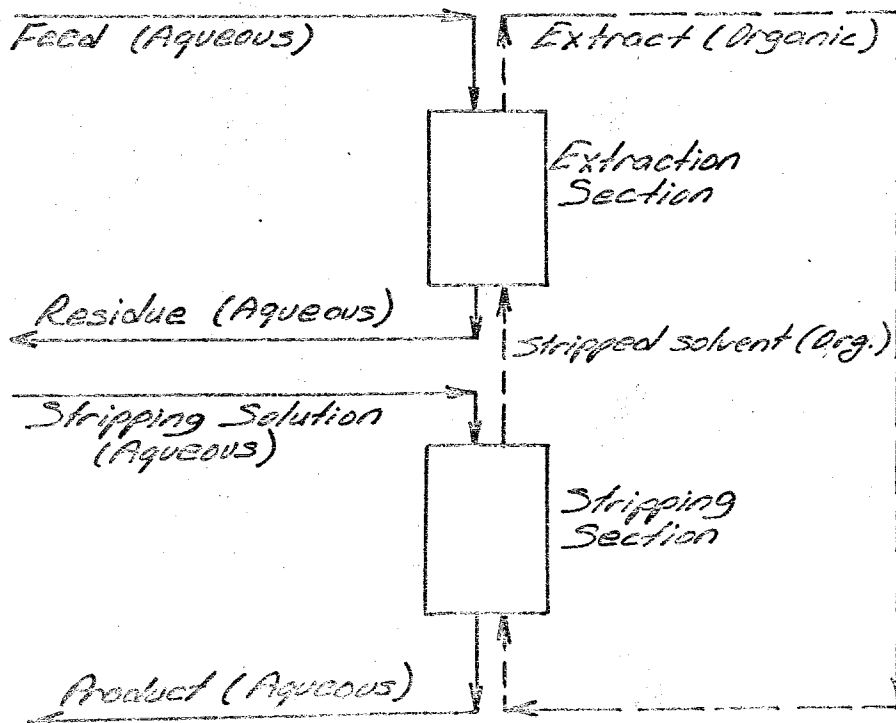 Feed (Aqueous)
Extract (Organic)
Extraction
Section
Residue (Aqueous)
Stripped solvent (Org.)
Stripping Solution
(Aqueous)
Stripping
Section
Product (Aqueous)